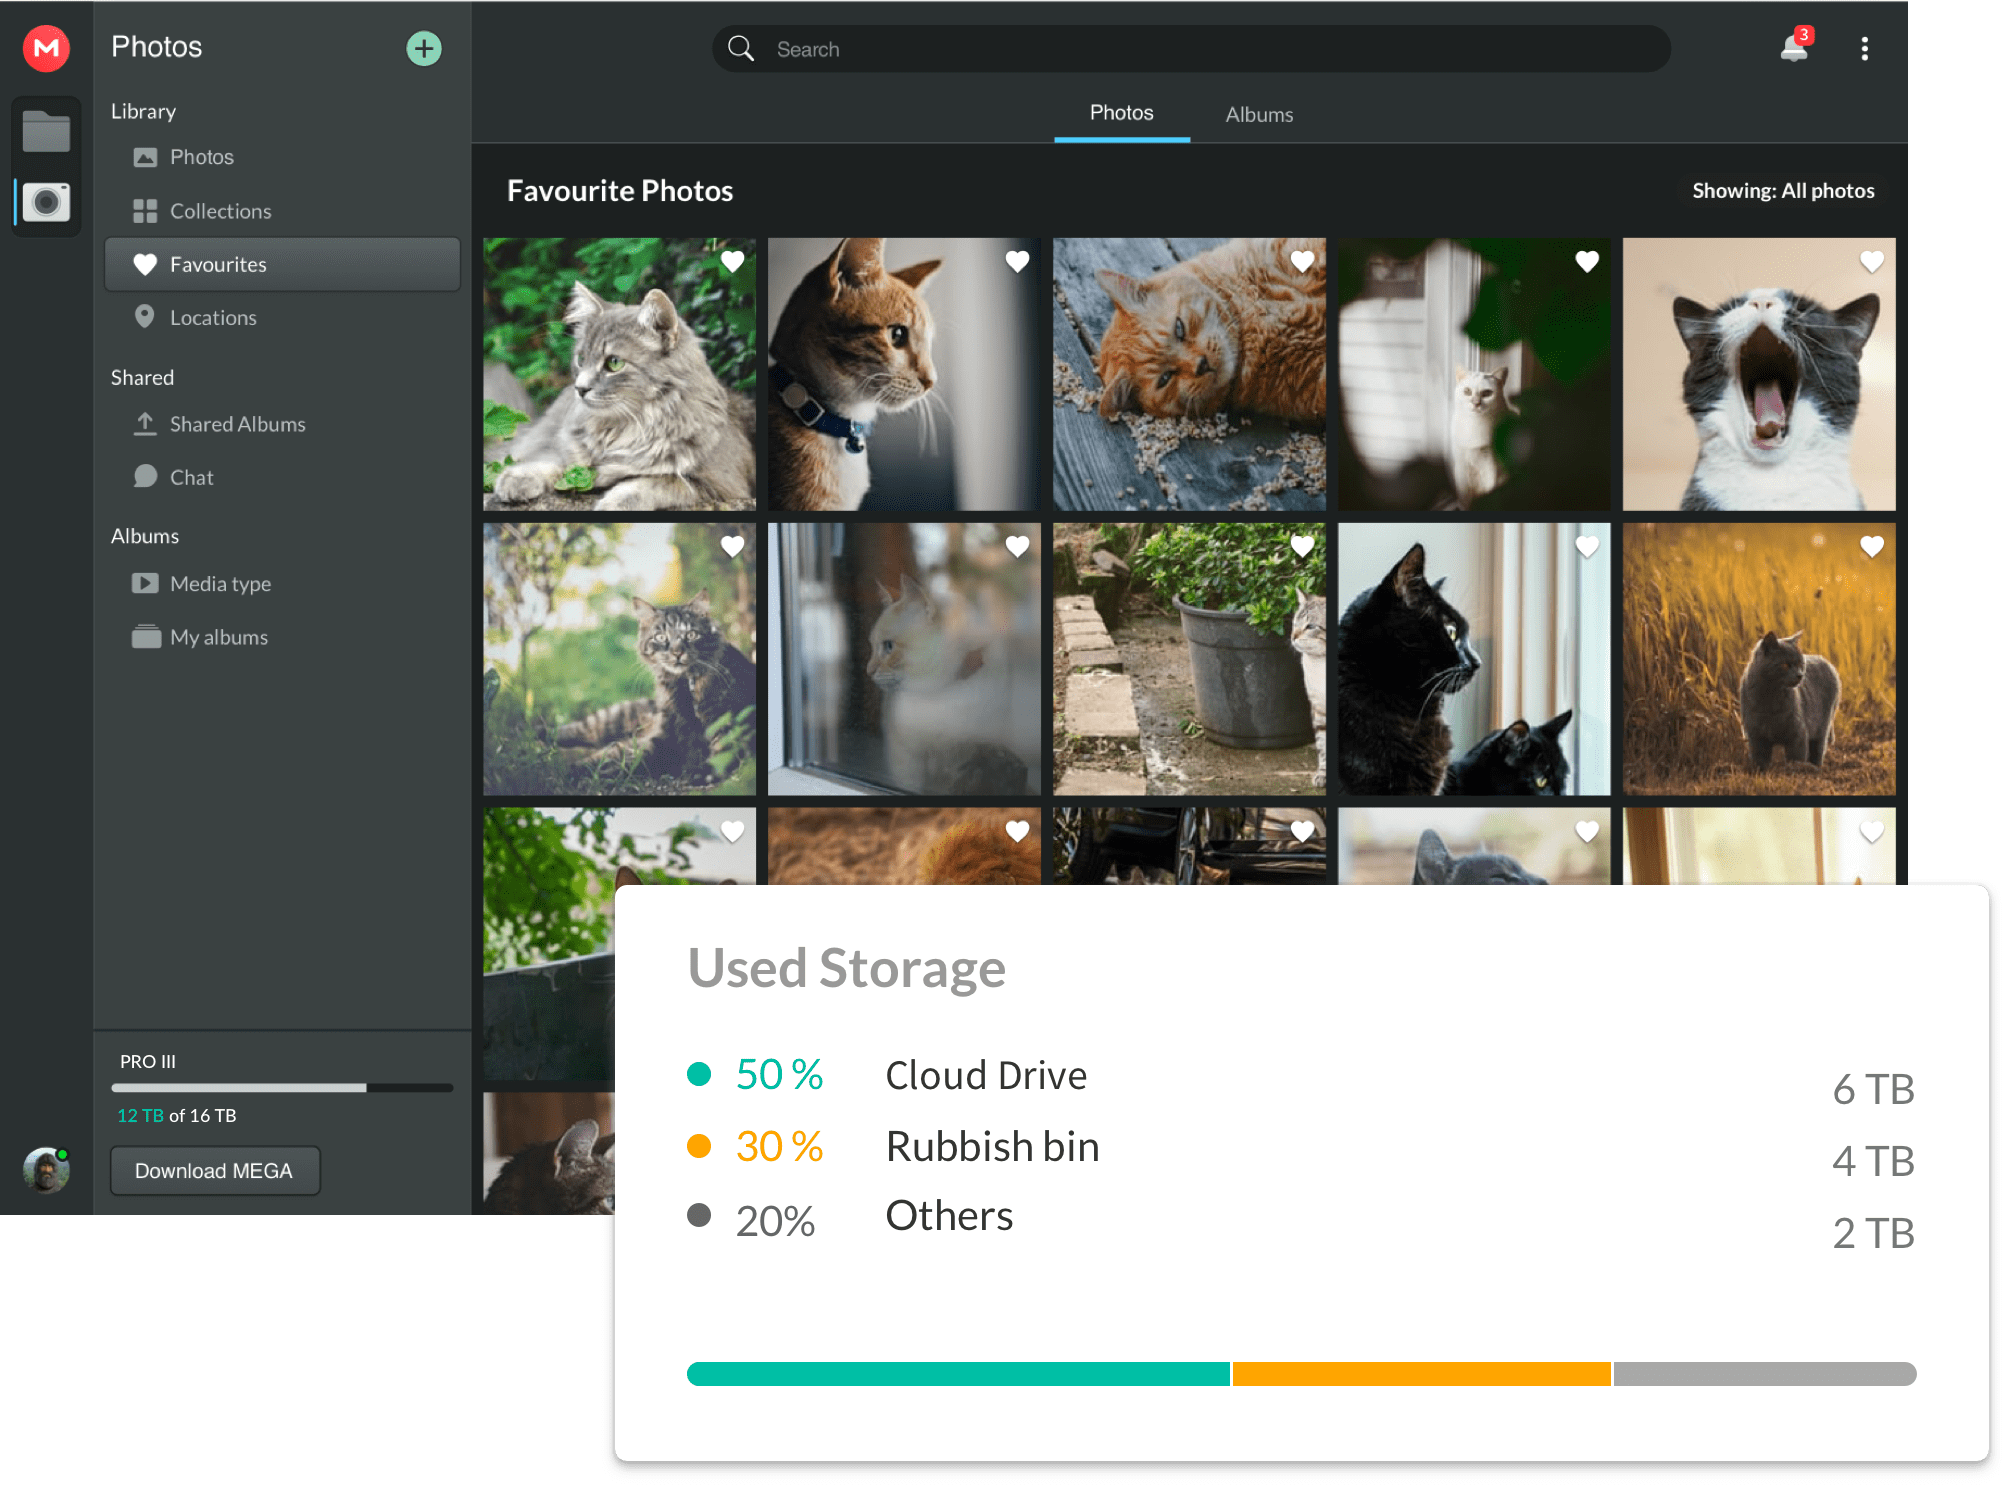 M
Photos
+
Search
3
Library
Photos
Collections
Favourites
Locations
Shared
Shared Albums
Chat
Albums
Media type
My albums
PRO III
12 TB of 16 TB
Download MEGA
Photos Albums
Favourite Photos
Showing: All photos
Used Storage
50 % Cloud Drive 6 TB
30 % Rubbish bin 4 TB
20% Others 2 TB